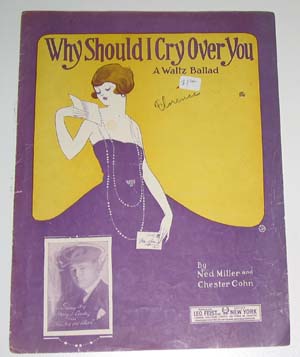 Why Should I Cry Over You
A Waltz Ballad
Florence
By
Ned Miller and
Chester Cohn
LEO FEIST NEW YORK